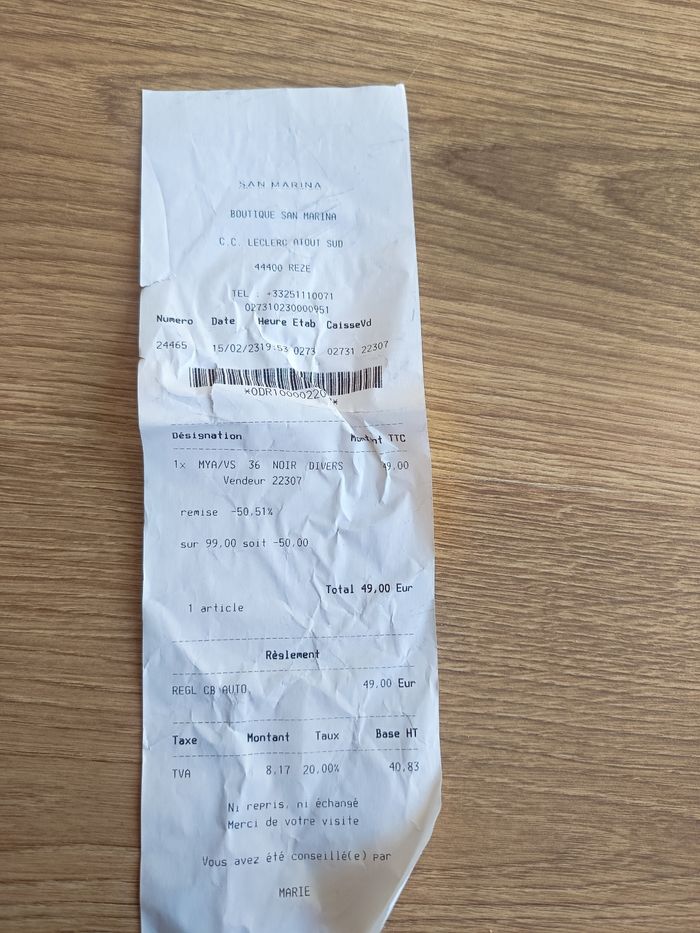 SAN MARINA
BOUTIQUE SAN MARINA
C.C. LECLERC ATOUT SUD
44400 REZE
TEL : +33251110071
027310230000951
Numero Date Heure Etab CaisseVd
24465 15/02/2319:53 0273 02731 22307
Désignation Montant TTC
1x MYA/VS 36 NOIR DIVERS 49,00
Vendeur 22307
remise -50,51%
sur 99,00 soit -50,00
Total 49,00 Eur
1 article
Règlement
REGL CB AUTO, 49,00 Eur
Taxe Montant Taux Base HT
TVA 8,17 20,00% 40,83
Ni repris, ni échangé
Merci de votre visite
Vous avez été conseillé(e) par
MARIE